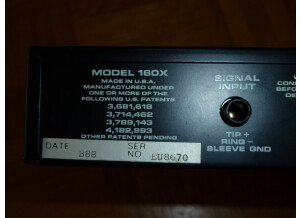 MODEL 160X
MADE IN U.S.A.
MANUFACTURED UNDER
ONE OR MORE OF THE
FOLLOWING U.S. PATENTS
3,681,618
3,714,462
3,789,143
4,182,993
OTHER PATENTS PENDING
DATE 388 SER NO. EU8670
SIGNAL
INPUT
TIP +
RING -
SLEEVE GND